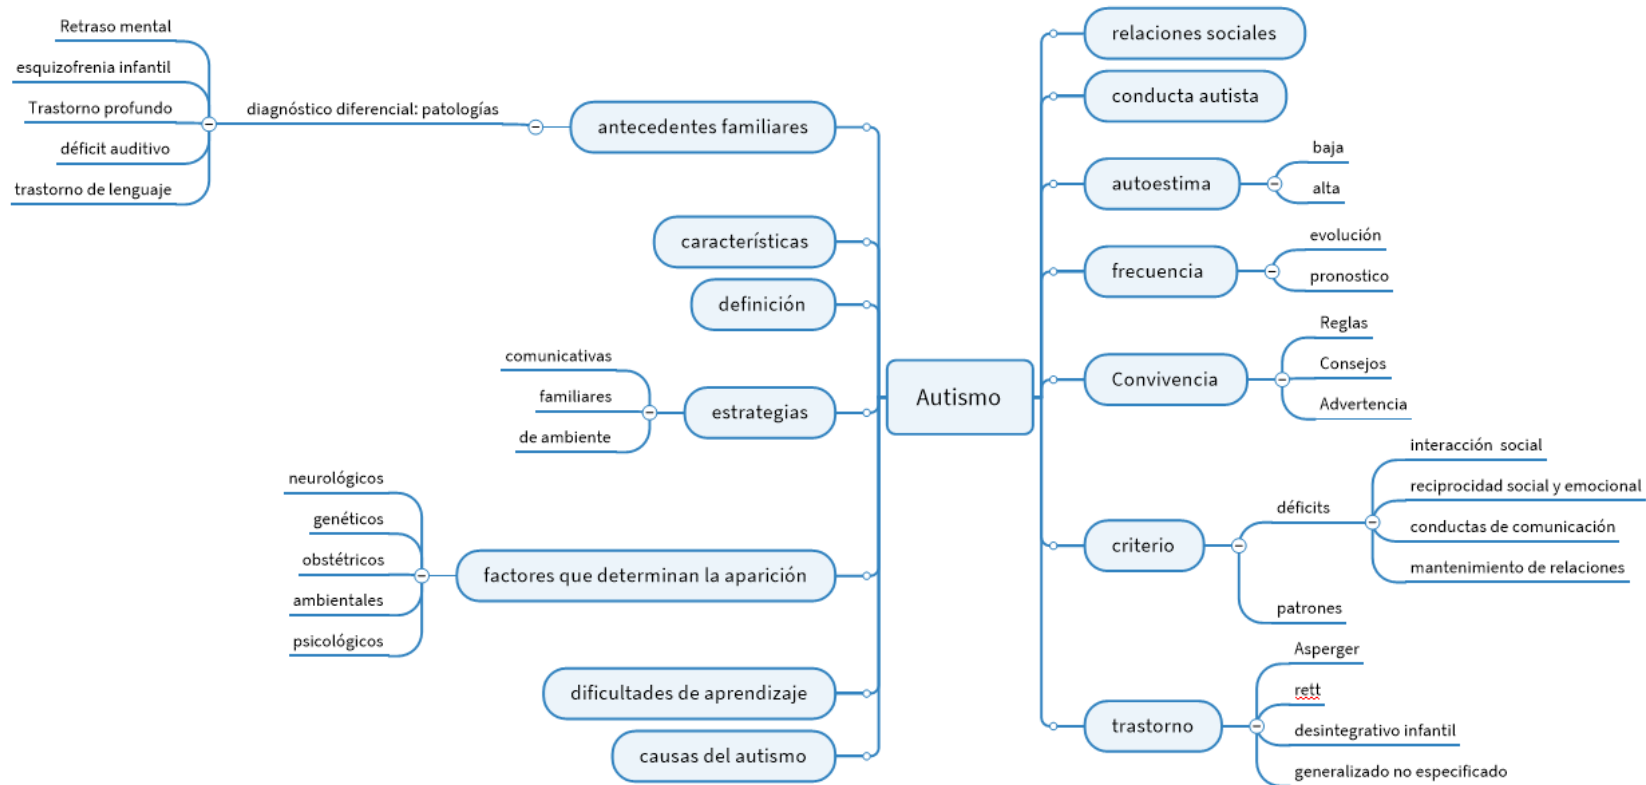 Retraso mental
esquizofrenia infantil
Trastorno profundo
déficit auditivo
trastorno de lenguaje
diagnóstico diferencial: patologías
antecedentes familiares
características
definición
comunicativas
familiares
de ambiente
estrategias
neurológicos
genéticos
obstétricos
ambientales
psicológicos
factores que determinan la aparición
dificultades de aprendizaje
causas del autismo
Autismo
relaciones sociales
conducta autista
autoestima
baja
alta
frecuencia
evolución
pronostico
Convivencia
Reglas
Consejos
Advertencia
criterio
déficits
interacción  social
reciprocidad social y emocional
conductas de comunicación
mantenimiento de relaciones
patrones
trastorno
Asperger
rett
desintegrativo infantil
generalizado no especificado